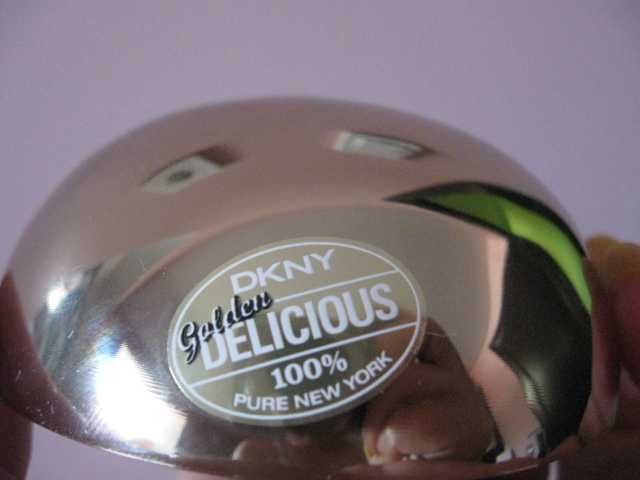 DKNY
Golden
DELICIOUS
100%
PURE NEW YORK